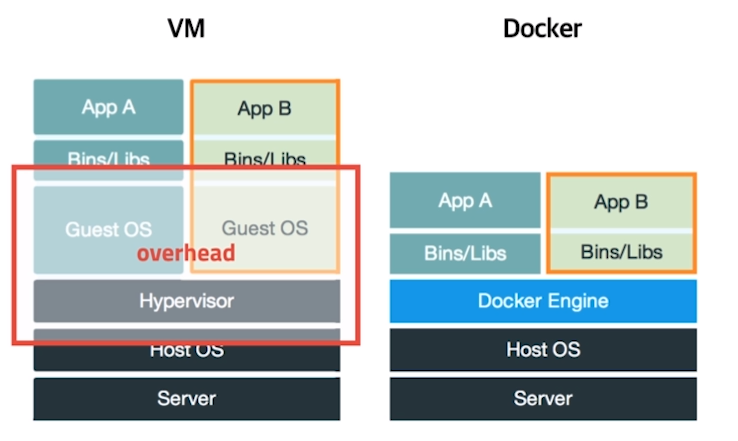 VM
Docker
App A
App B
Bins/Libs
Bins/Libs
Guest OS
Guest OS
overhead
Hypervisor
Host OS
Server
App A
App B
Bins/Libs
Bins/Libs
Docker Engine
Host OS
Server